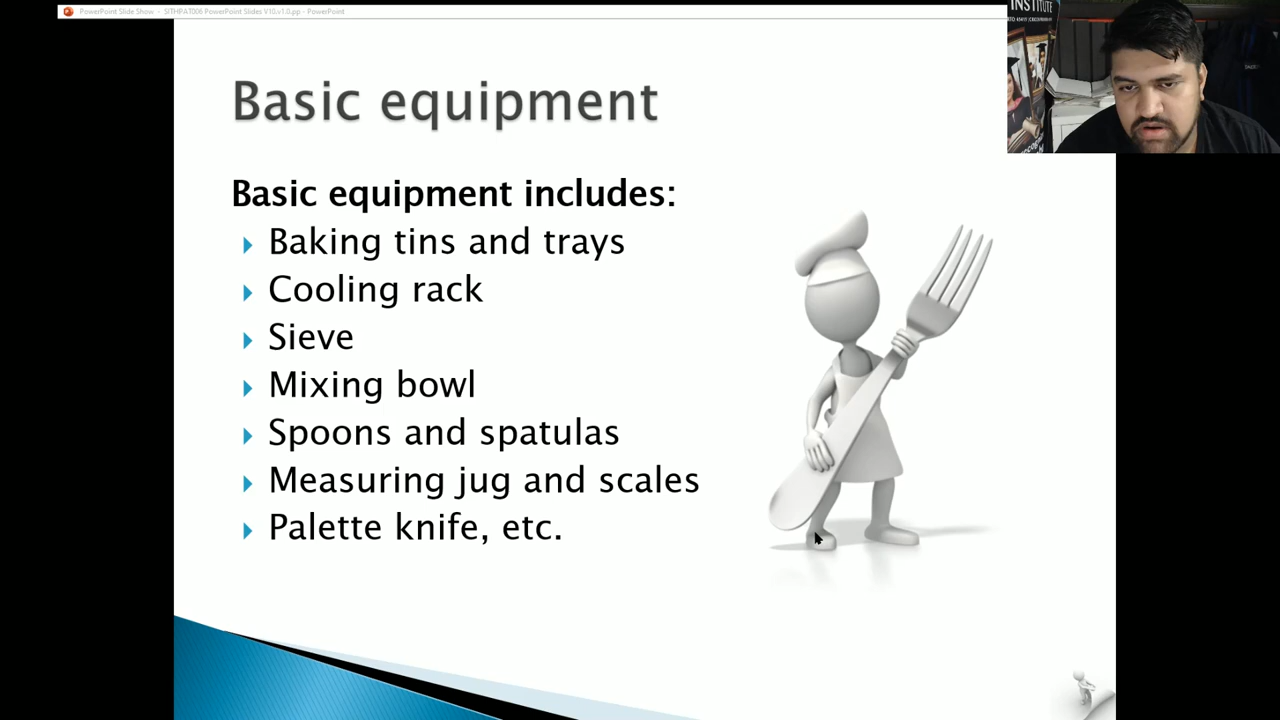 PowerPoint Slide Show - SITHPAT006 PowerPoint Slides V10.v1.0.pp - PowerPoint
INSTITUTE
Basic equipment
Basic equipment includes:
Baking tins and trays
Cooling rack
Sieve
Mixing bowl
Spoons and spatulas
Measuring jug and scales
Palette knife, etc.